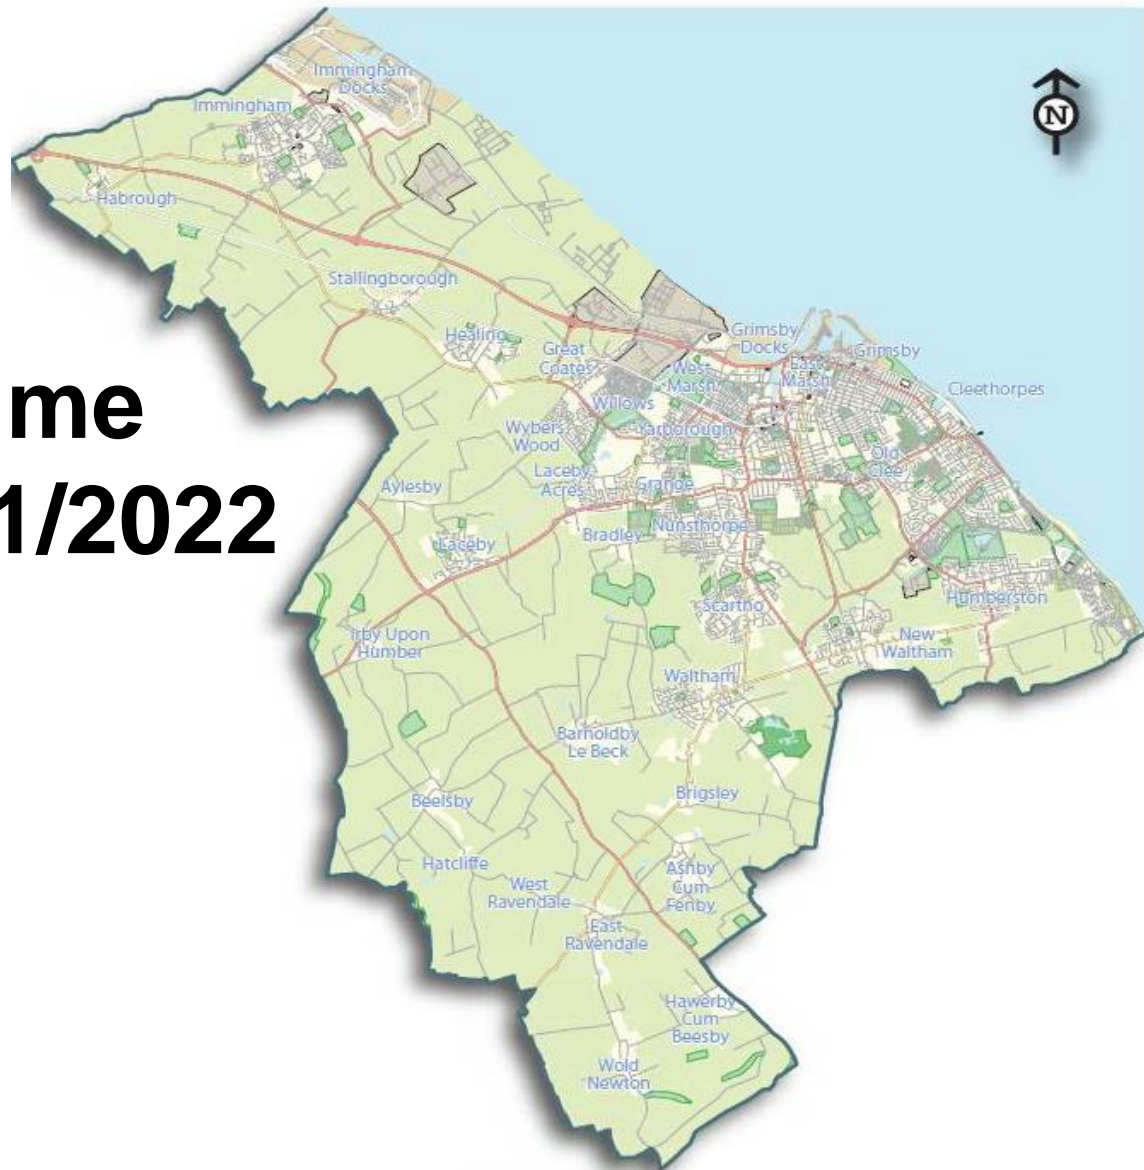 Immingham
Docks
Immingham
N
Habrough
Stallingborough
Healing
Great
Coates
Grimsby
Docks
Grimsby
West
Marsh
East
Marsh
Cleethorpes
Willows
me
Wybers
Wood
Yarborough
Old
Clee
Laceby
Acres
Grange
Aylesby
1/2022
Nunsthorpe
Bradley
Laceby
Humberston
Scartho
Irby Upon
Humber
New
Waltham
Waltham
Barnoldby
Le Beck
Beelsby
Brigsley
Hatcliffe
Ashby
Cum
Fenby
West
Ravendale
East
Ravendale
Hawerby
Cum
Beesby
Wold
Newton